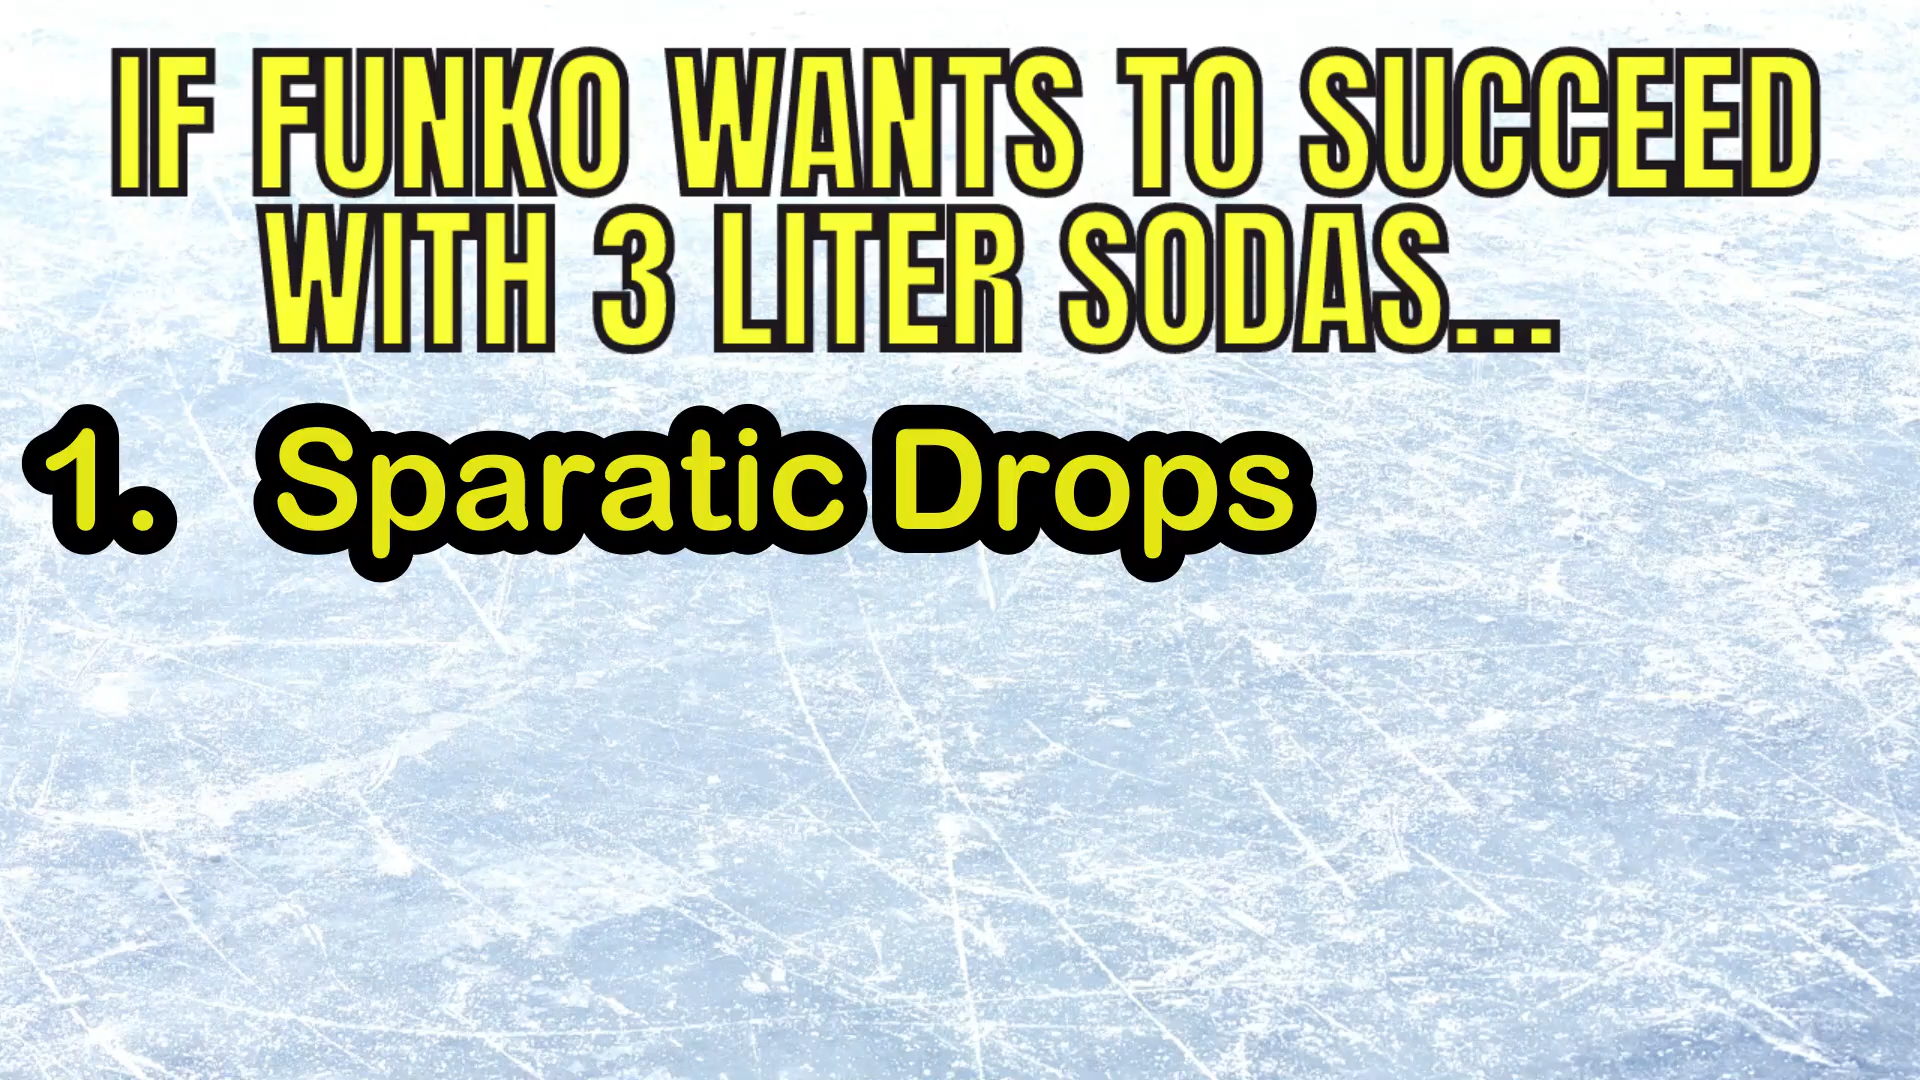 IF FUNKO WANTS TO SUCCEED
WITH 3 LITER SODAS...
1. Sparatic Drops